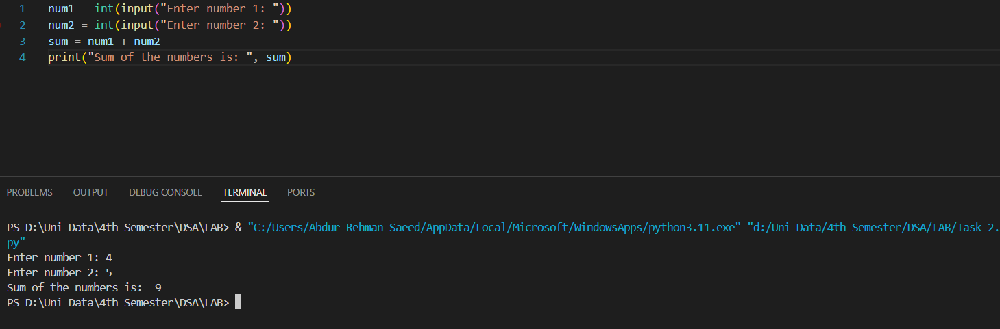 1 num1 = int(input("Enter number 1: "))
2 num2 = int(input("Enter number 2: "))
3 sum = num1 + num2
4 print("Sum of the numbers is: ", sum)
PROBLEMS OUTPUT DEBUG CONSOLE TERMINAL PORTS
PS D:\Uni Data\4th Semester\DSA\LAB> & "C:/Users/Abdur Rehman Saeed/AppData/Local/Microsoft/WindowsApps/python3.11.exe" "d:/Uni Data/4th Semester/DSA/LAB/Task-2.
py"
Enter number 1: 4
Enter number 2: 5
Sum of the numbers is:  9
PS D:\Uni Data\4th Semester\DSA\LAB>